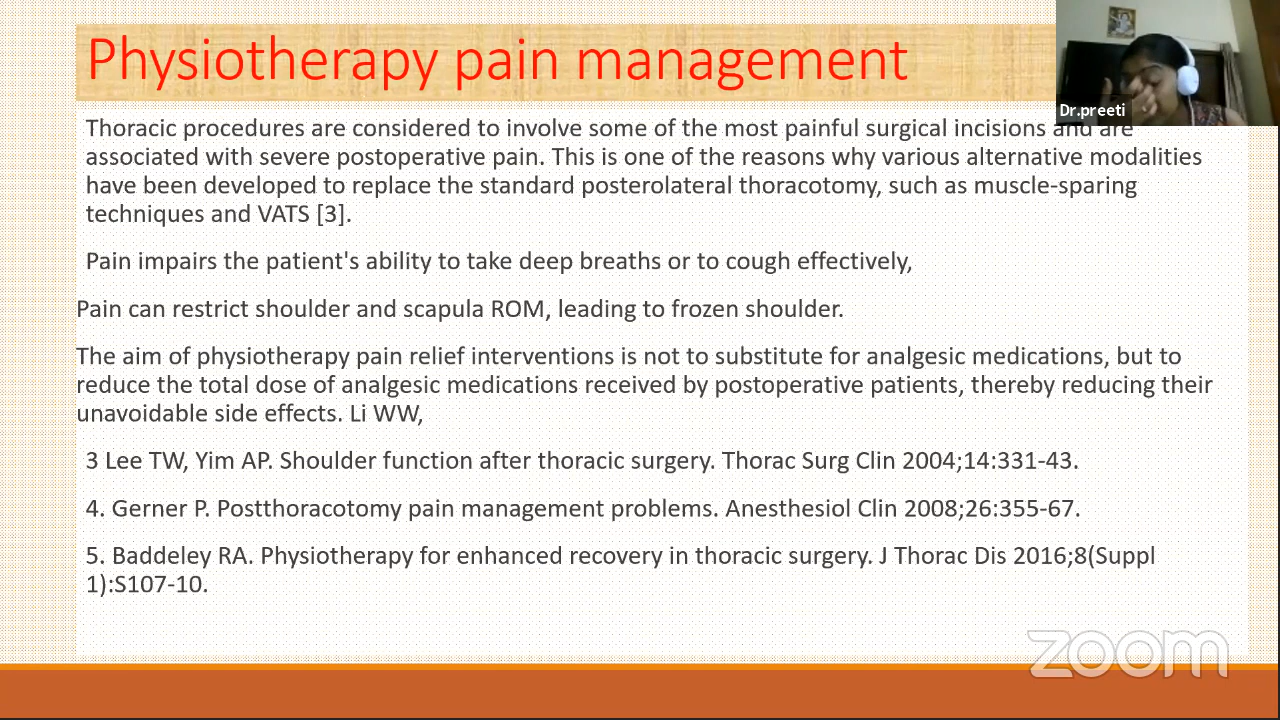 Physiotherapy pain management
Dr.preeti
Thoracic procedures are considered to involve some of the most painful surgical incisions and are
associated with severe postoperative pain. This is one of the reasons why various alternative modalities
have been developed to replace the standard posterolateral thoracotomy, such as muscle-sparing
techniques and VATS [3].
Pain impairs the patient's ability to take deep breaths or to cough effectively,
Pain can restrict shoulder and scapula ROM, leading to frozen shoulder.
The aim of physiotherapy pain relief interventions is not to substitute for analgesic medications, but to
reduce the total dose of analgesic medications received by postoperative patients, thereby reducing their
unavoidable side effects. Li WW,
3 Lee TW, Yim AP. Shoulder function after thoracic surgery. Thorac Surg Clin 2004;14:331-43.
4. Gerner P. Postthoracotomy pain management problems. Anesthesiol Clin 2008;26:355-67.
5. Baddeley RA. Physiotherapy for enhanced recovery in thoracic surgery. J Thorac Dis 2016;8(Suppl
1):S107-10.
zoom